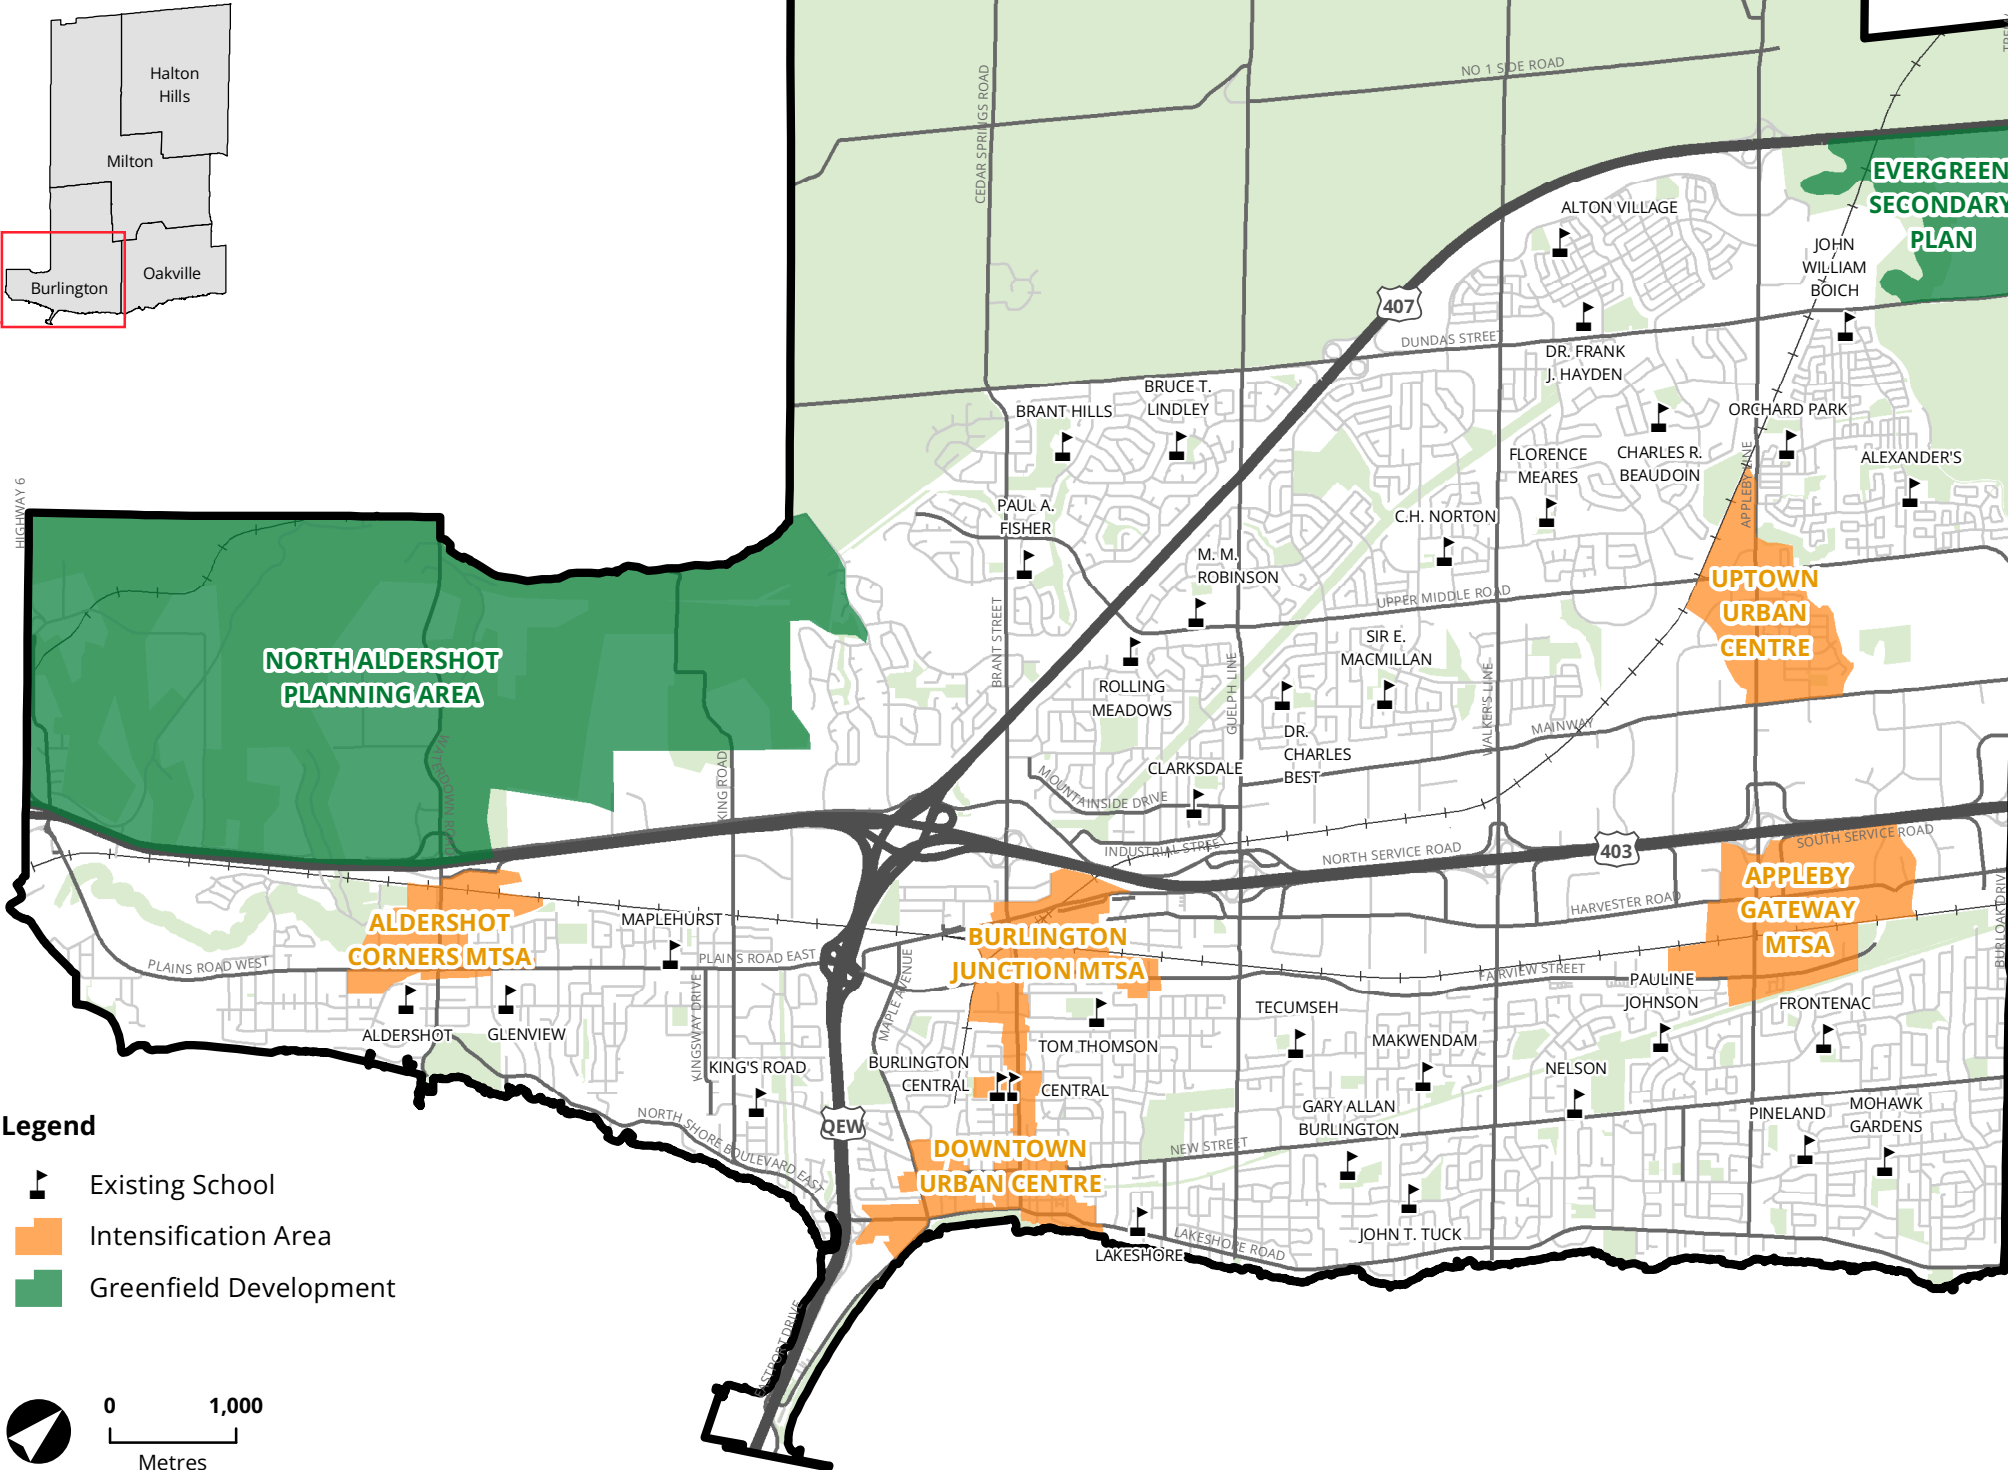 Halton
Hills
Milton
Burlington
Oakville
HIGHWAY 6
CEDAR SPRINGS ROAD
NO 1 SIDE ROAD
407
DUNDAS STREET
ALTON VILLAGE
EVERGREEN
SECONDARY
PLAN
JOHN
WILLIAM
BOICH
DR. FRANK
J. HAYDEN
BRUCE T.
LINDLEY
BRANT HILLS
ORCHARD PARK
CHARLES R.
BEAUDOIN
FLORENCE
MEARES
ALEXANDER'S
APPLEBY LINE
C.H. NORTON
PAUL A.
FISHER
M. M.
ROBINSON
UPPER MIDDLE ROAD
UPTOWN
URBAN
CENTRE
BRANT STREET
SIR E.
MACMILLAN
ROLLING
MEADOWS
GUELPH LINE
WALKER'S LINE
NORTH ALDERSHOT
PLANNING AREA
WATERDOWN ROAD
KING ROAD
DR.
CHARLES
BEST
MAINWAY
CLARKSDALE
MOUNTAINSIDE DRIVE
INDUSTRIAL STREET
NORTH SERVICE ROAD
403
SOUTH SERVICE ROAD
APPLEBY
GATEWAY
MTSA
HARVESTER ROAD
BURLOAK DRIVE
ALDERSHOT
CORNERS MTSA
MAPLEHURST
PLAINS ROAD WEST
PLAINS ROAD EAST
BURLINGTON
JUNCTION MTSA
FAIRVIEW STREET
PAULINE
JOHNSON
FRONTENAC
ALDERSHOT
GLENVIEW
KINGSWAY DRIVE
MAPLE AVENUE
TECUMSEH
TOM THOMSON
MAKWENDAM
KING'S ROAD
BURLINGTON
CENTRAL
CENTRAL
NELSON
GARY ALLAN
BURLINGTON
PINELAND
MOHAWK
GARDENS
QEW
NORTH SHORE BOULEVARD EAST
DOWNTOWN
URBAN CENTRE
NEW STREET
JOHN T. TUCK
LAKESHORE
LAKESHORE ROAD
EASTPORT DRIVE
Legend
Existing School
Intensification Area
Greenfield Development
0 1,000
Metres